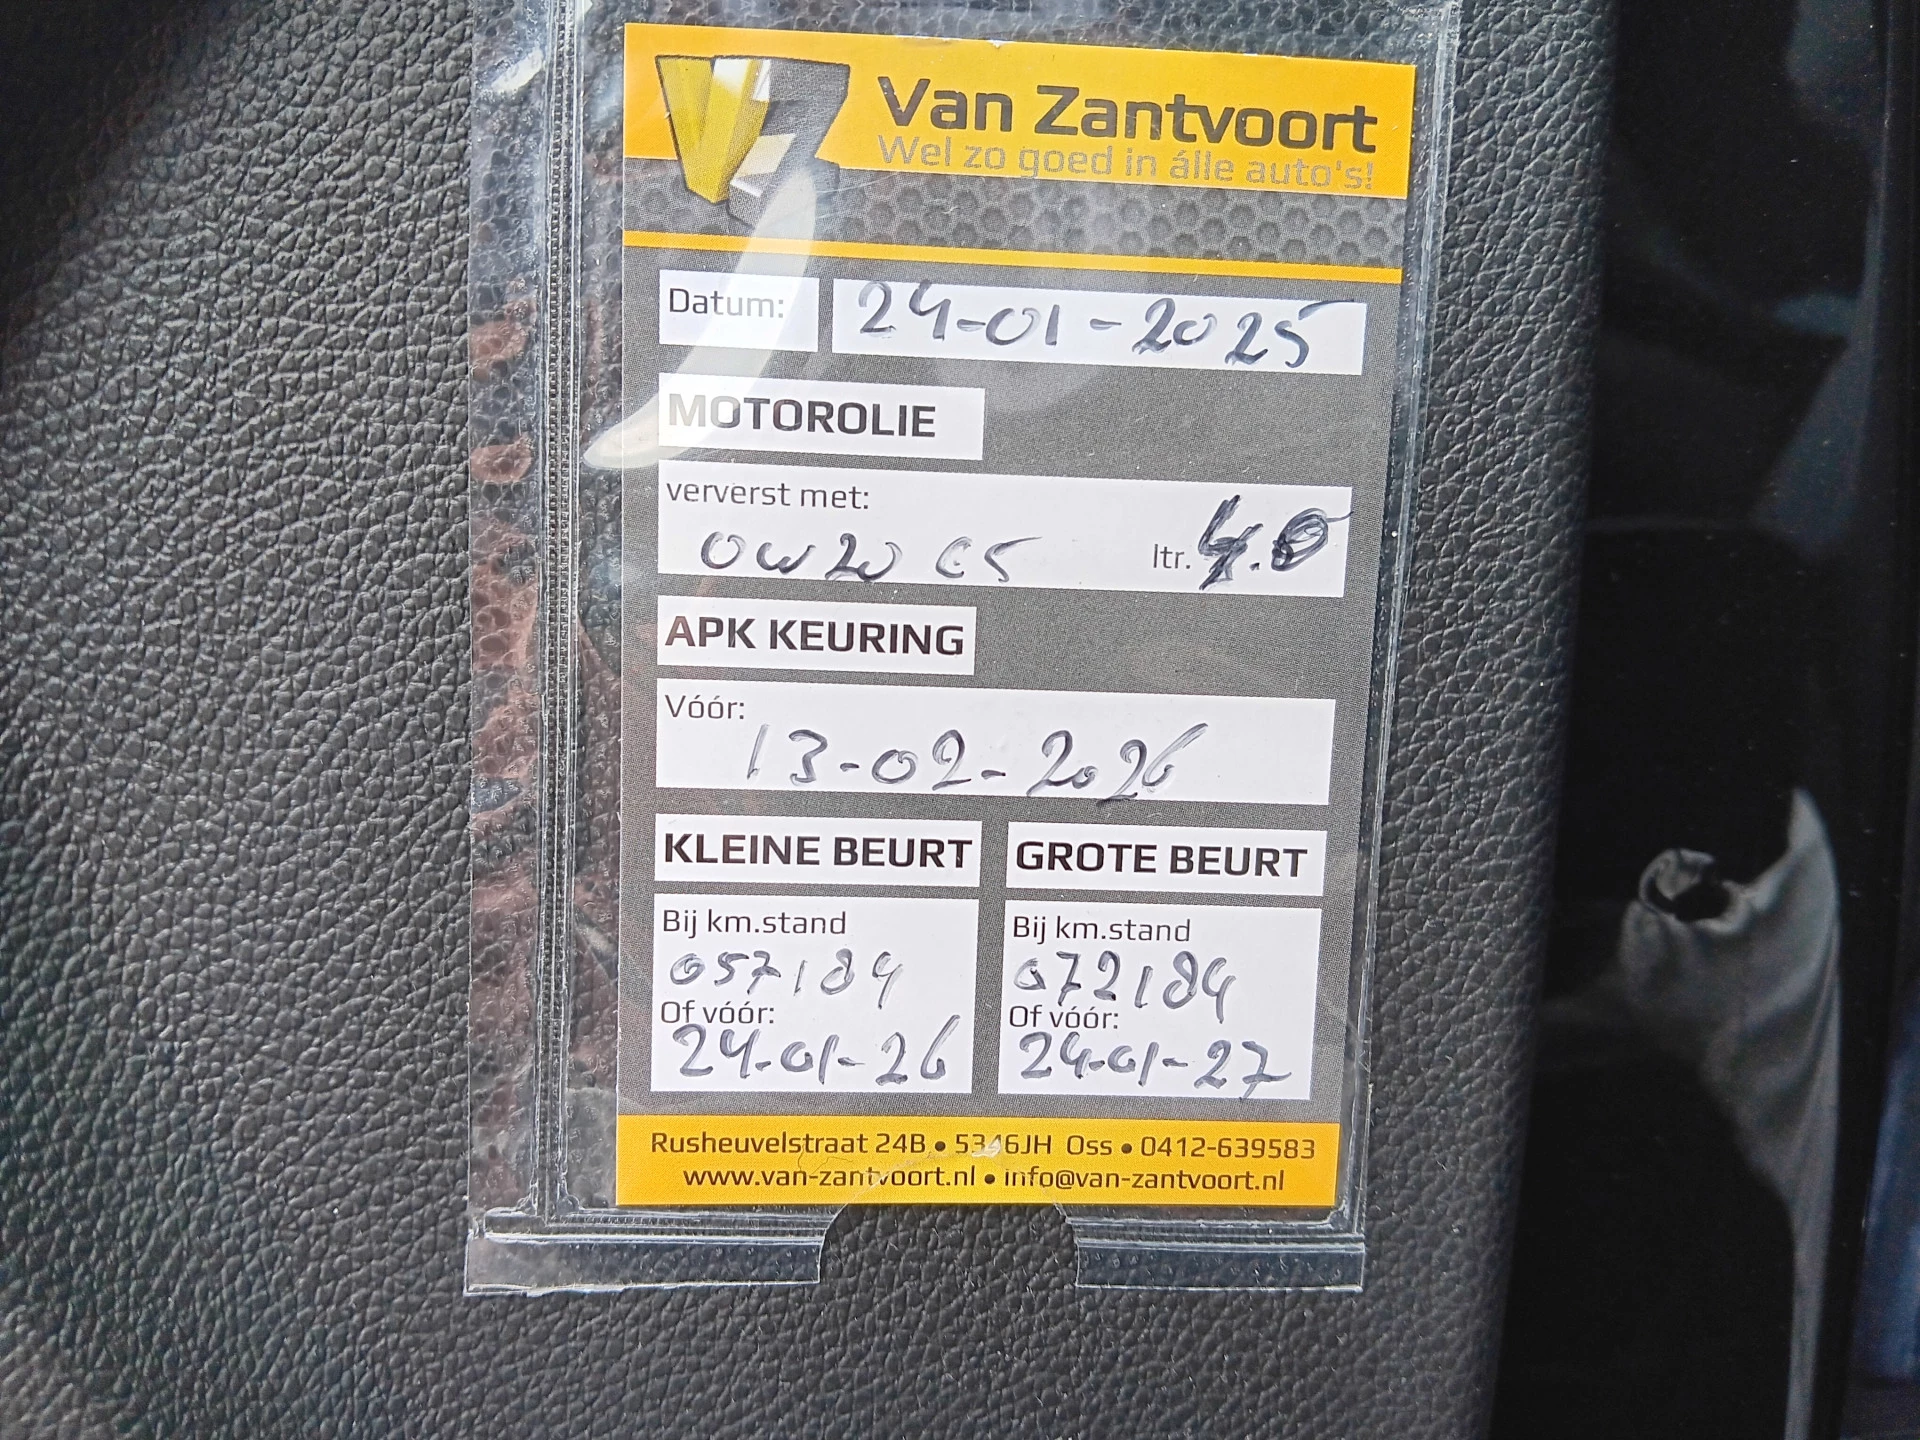 VZ
Van Zantvoort
Wel zo goed in álle auto's!
Datum: 24-01-2025
MOTOROLIE
ververst met:
0W20 C5 ltr. 4.0
APK KEURING
Vóór:
13-02-2026
KLEINE BEURT GROTE BEURT
Bij km.stand Bij km.stand
057184 072184
Of vóór: Of vóór:
24-01-26 24-01-27
Rusheuvelstraat 24B • 5346JH Oss • 0412-639583
www.van-zantvoort.nl • info@van-zantvoort.nl